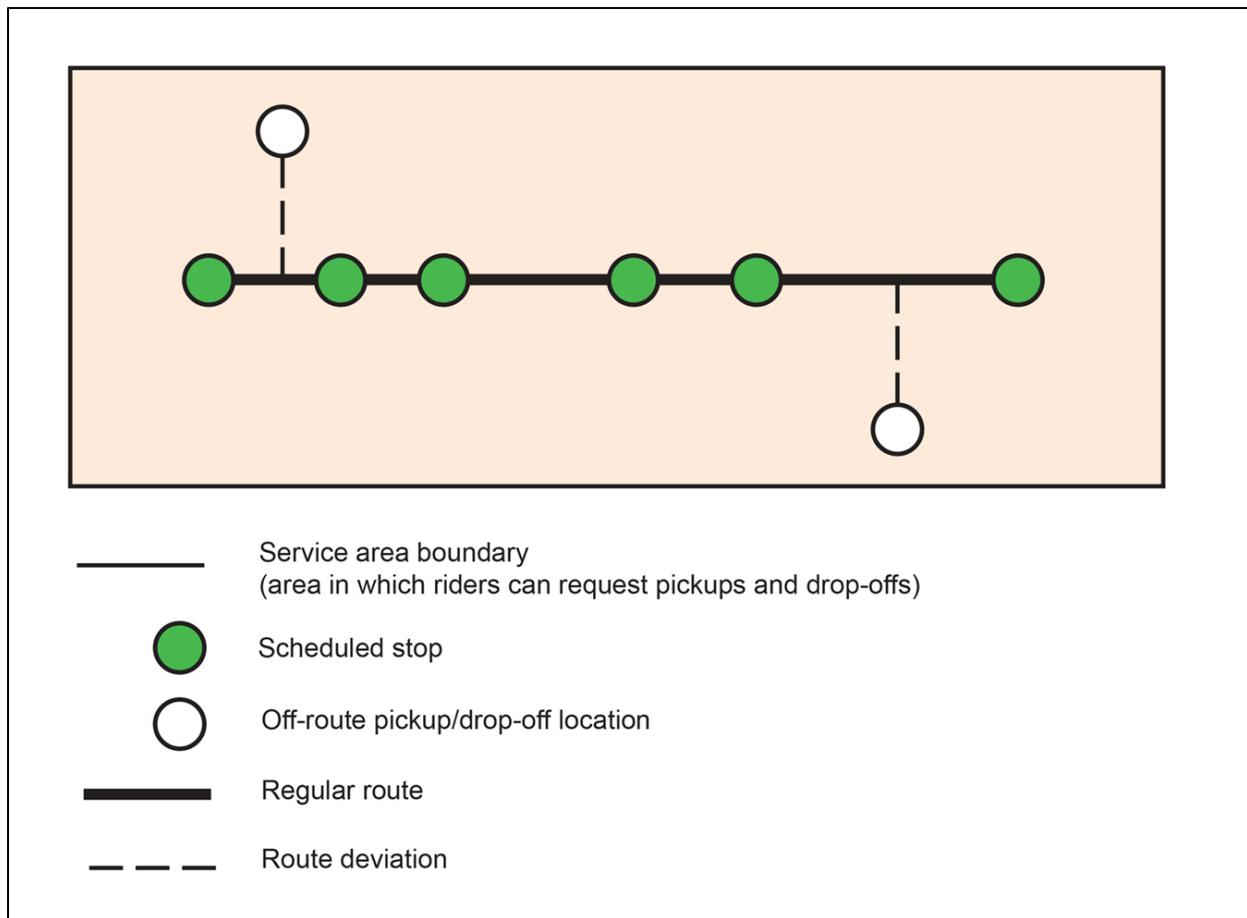 Service area boundary
(area in which riders can request pickups and drop-offs)
Scheduled stop
Off-route pickup/drop-off location
Regular route
Route deviation